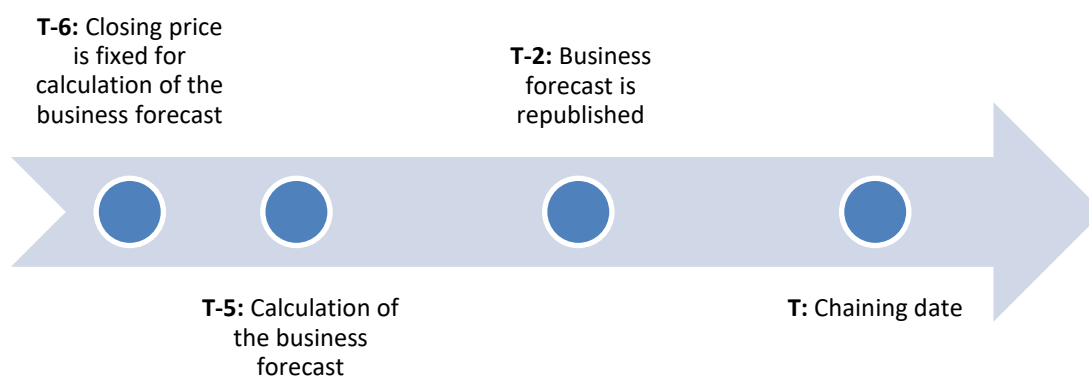 T-6: Closing price
is fixed for
calculation of the
business forecast
T-2: Business
forecast is
republished
T-5: Calculation of
the business
forecast
T: Chaining date